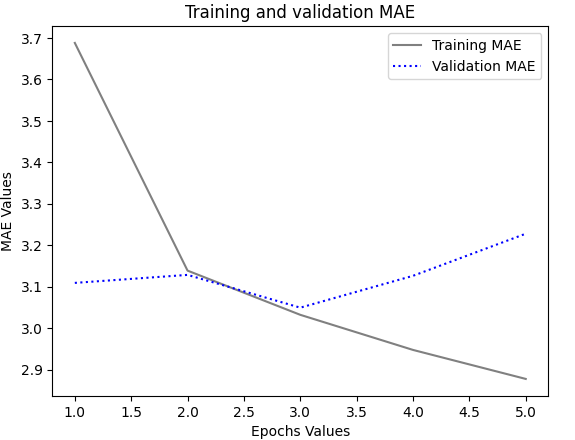 Training and validation MAE
Training MAE
Validation MAE
MAE Values
3.7
3.6
3.5
3.4
3.3
3.2
3.1
3.0
2.9
1.0 1.5 2.0 2.5 3.0 3.5 4.0 4.5 5.0
Epochs Values